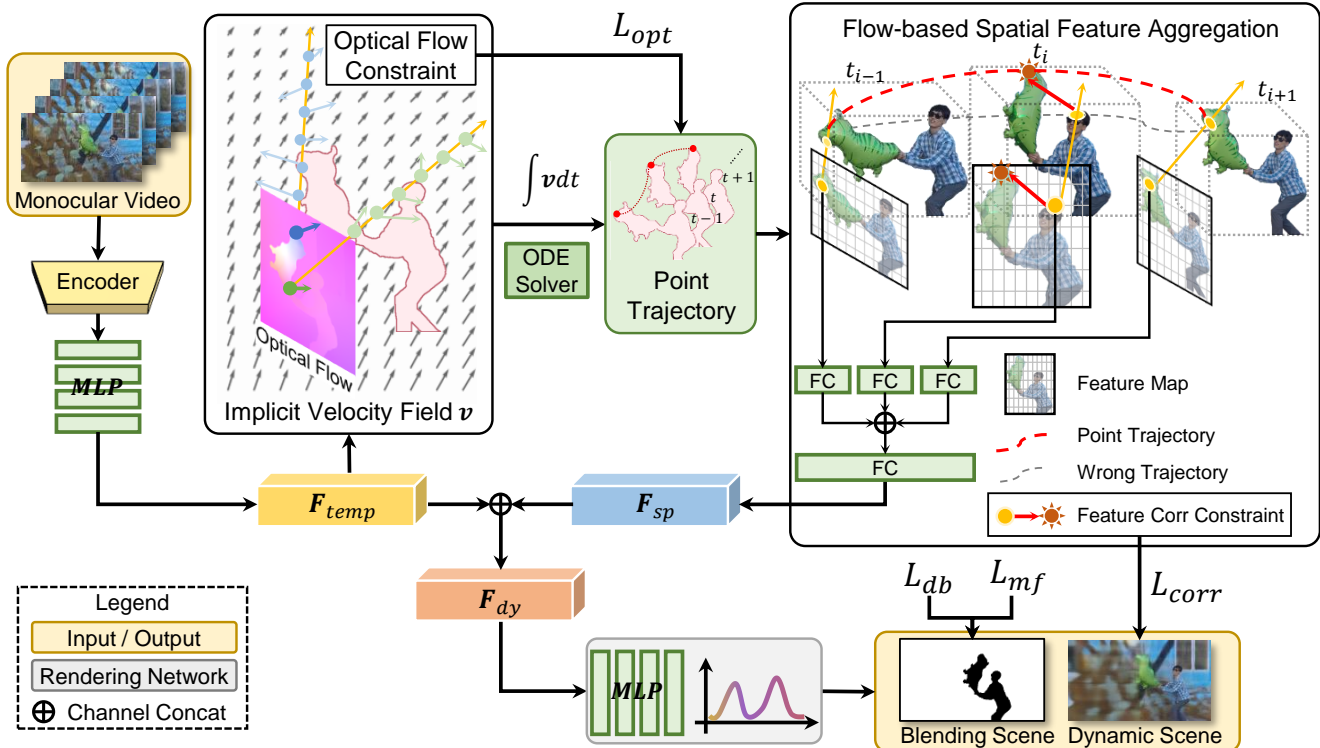 Monocular Video
Encoder
MLP
Optical Flow
Constraint
Optical Flow
Implicit Velocity Field v
L_opt
∫ v dt
ODE
Solver
t + 1
t
t − 1
Point
Trajectory
Flow-based Spatial Feature Aggregation
t_{i−1}
t_i
t_{i+1}
FC
FC
FC
FC
Feature Map
Point Trajectory
Wrong Trajectory
Feature Corr Constraint
F_temp
F_sp
F_dy
Legend
Input / Output
Rendering Network
Channel Concat
MLP
L_db
L_mf
L_corr
Blending Scene
Dynamic Scene